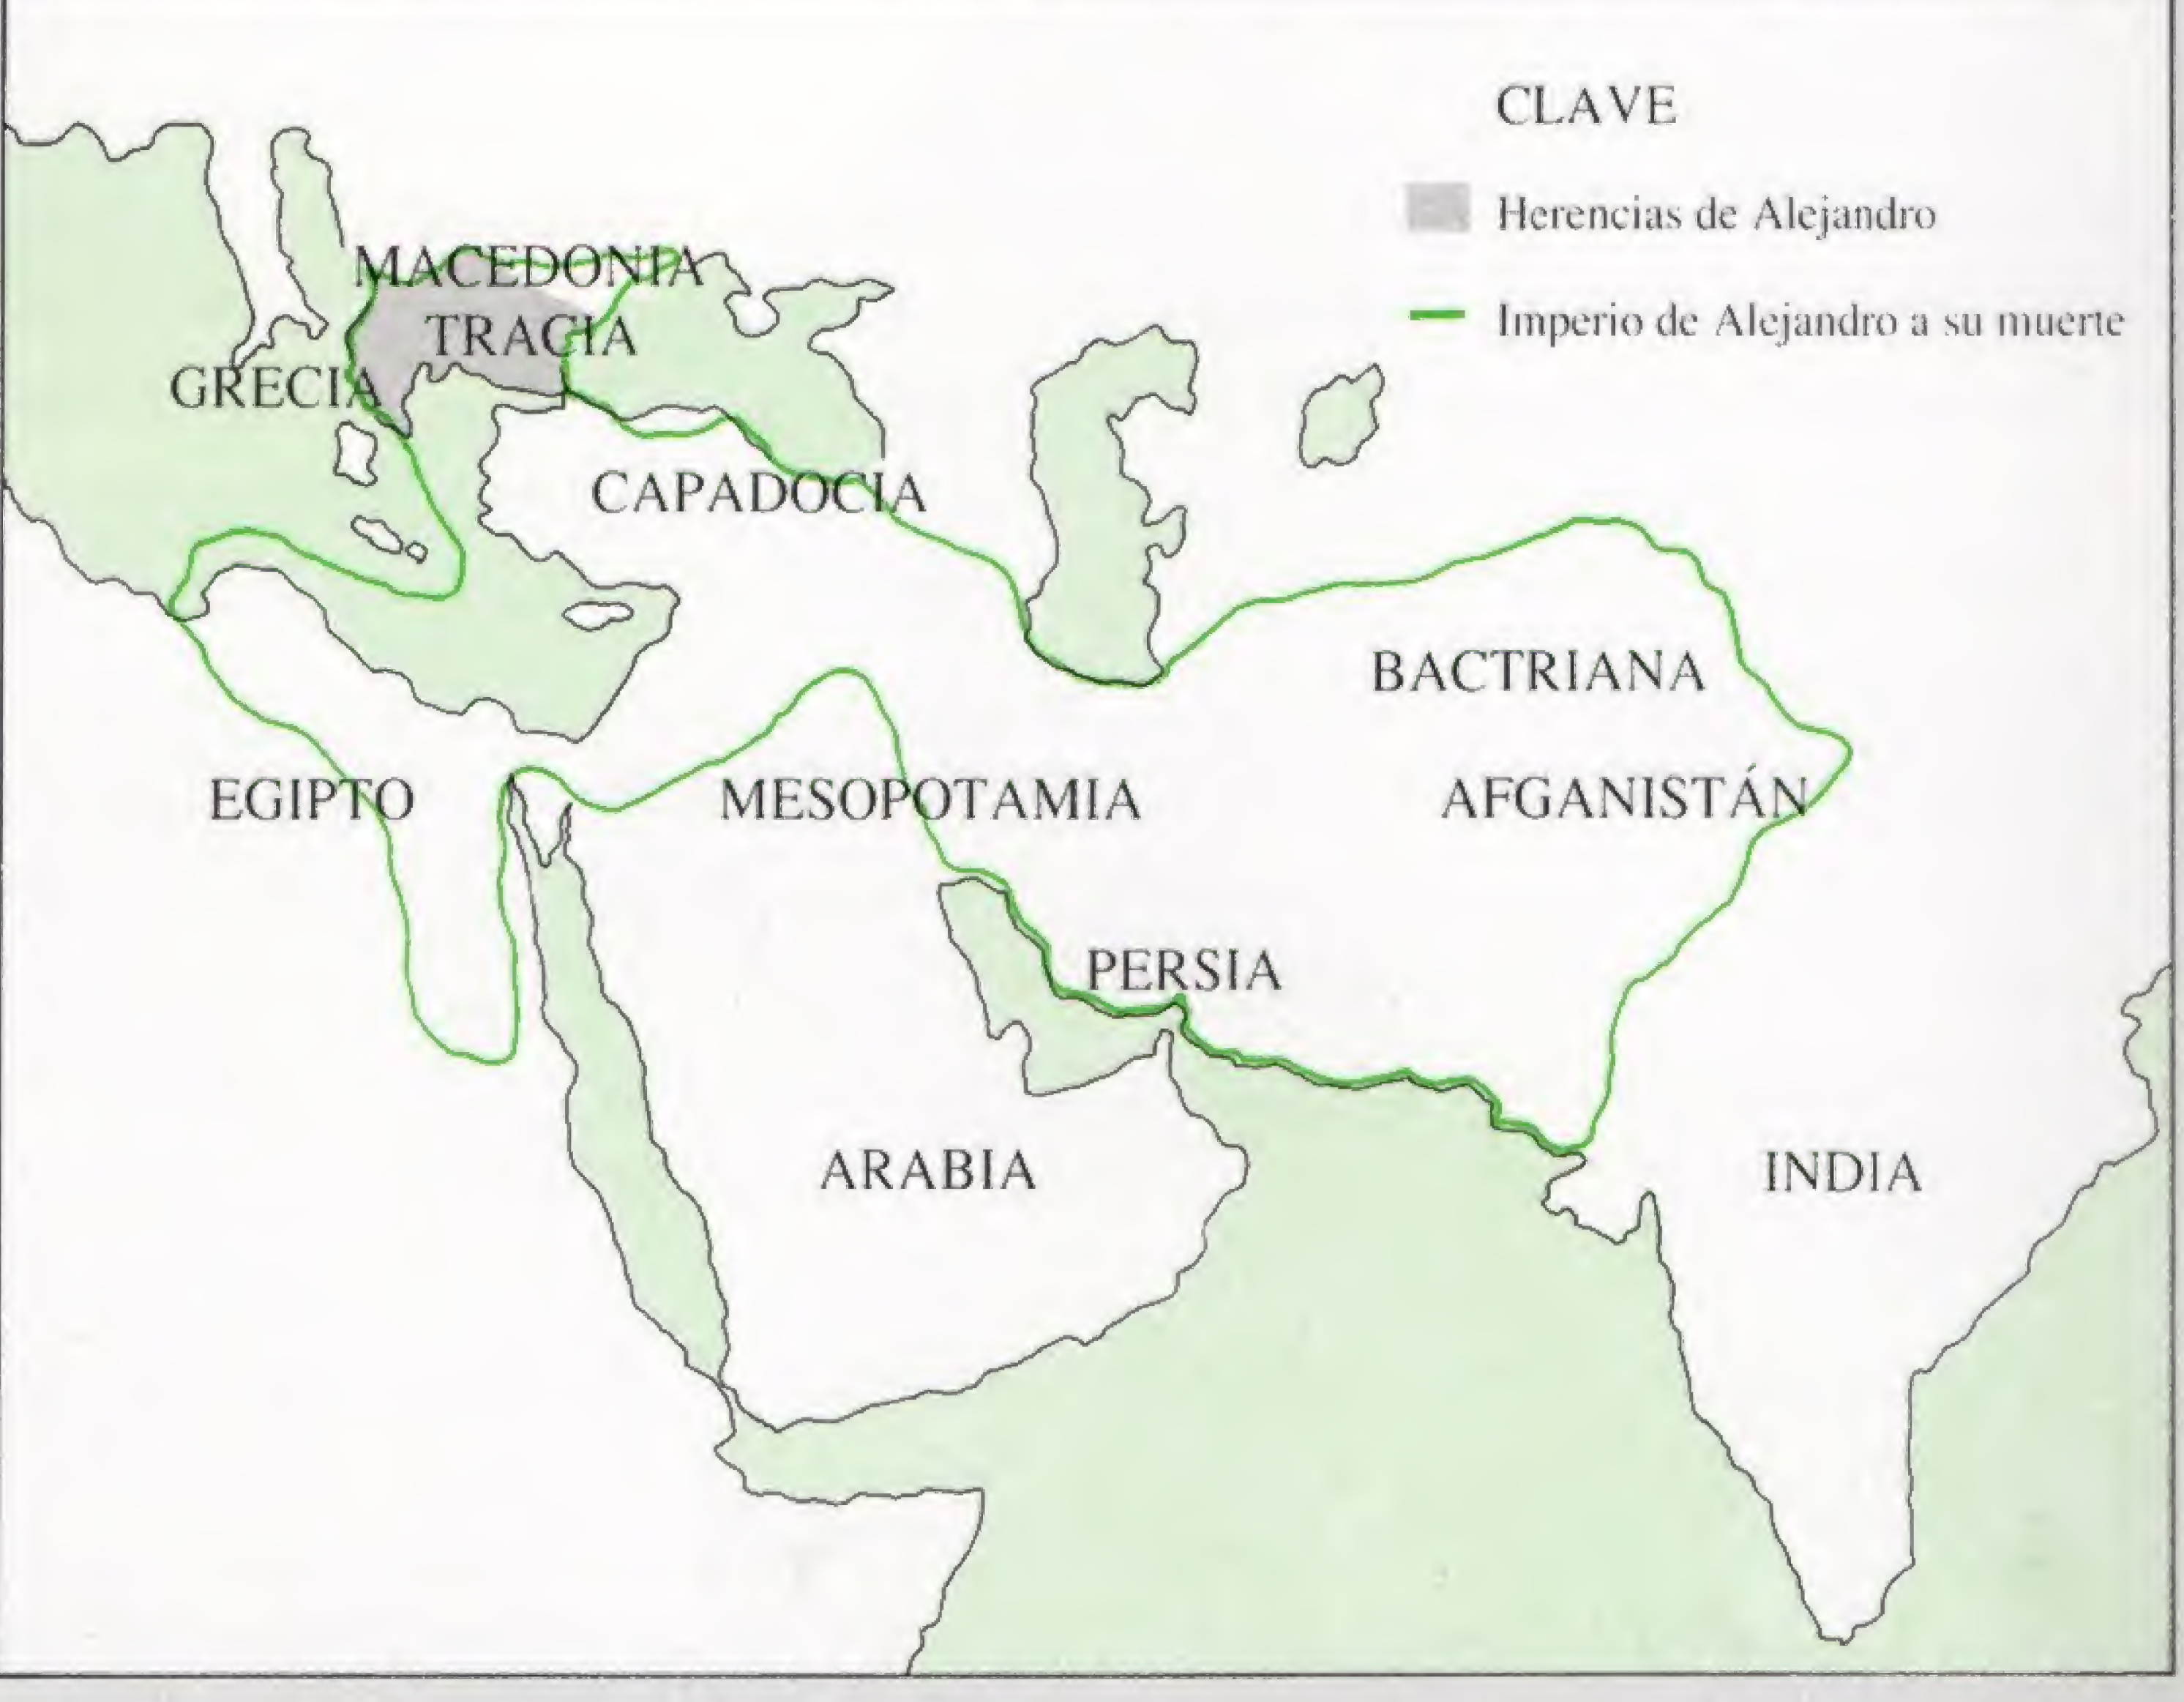 CLAVE
Herencias de Alejandro
Imperio de Alejandro a su muerte
MACEDONIA
TRACIA
GRECIA
CAPADOCIA
BACTRIANA
EGIPTO
MESOPOTAMIA
AFGANISTÁN
PERSIA
ARABIA
INDIA